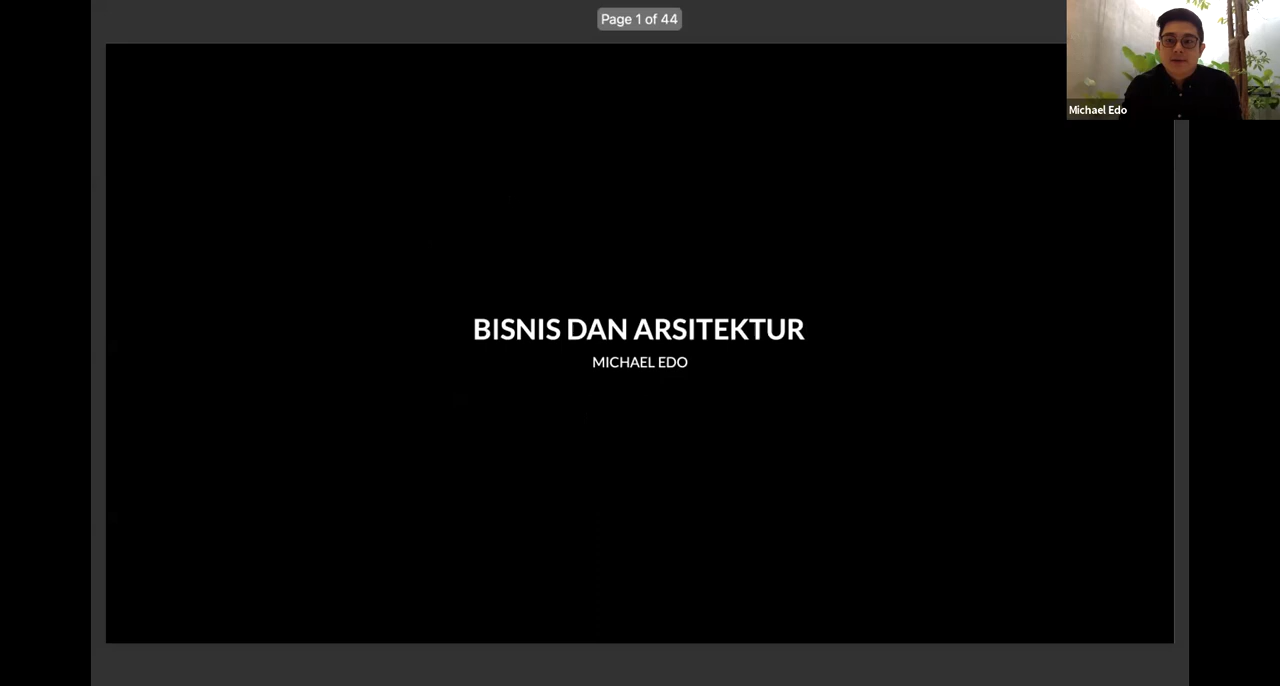 Page 1 of 44
Michael Edo
BISNIS DAN ARSITEKTUR
MICHAEL EDO